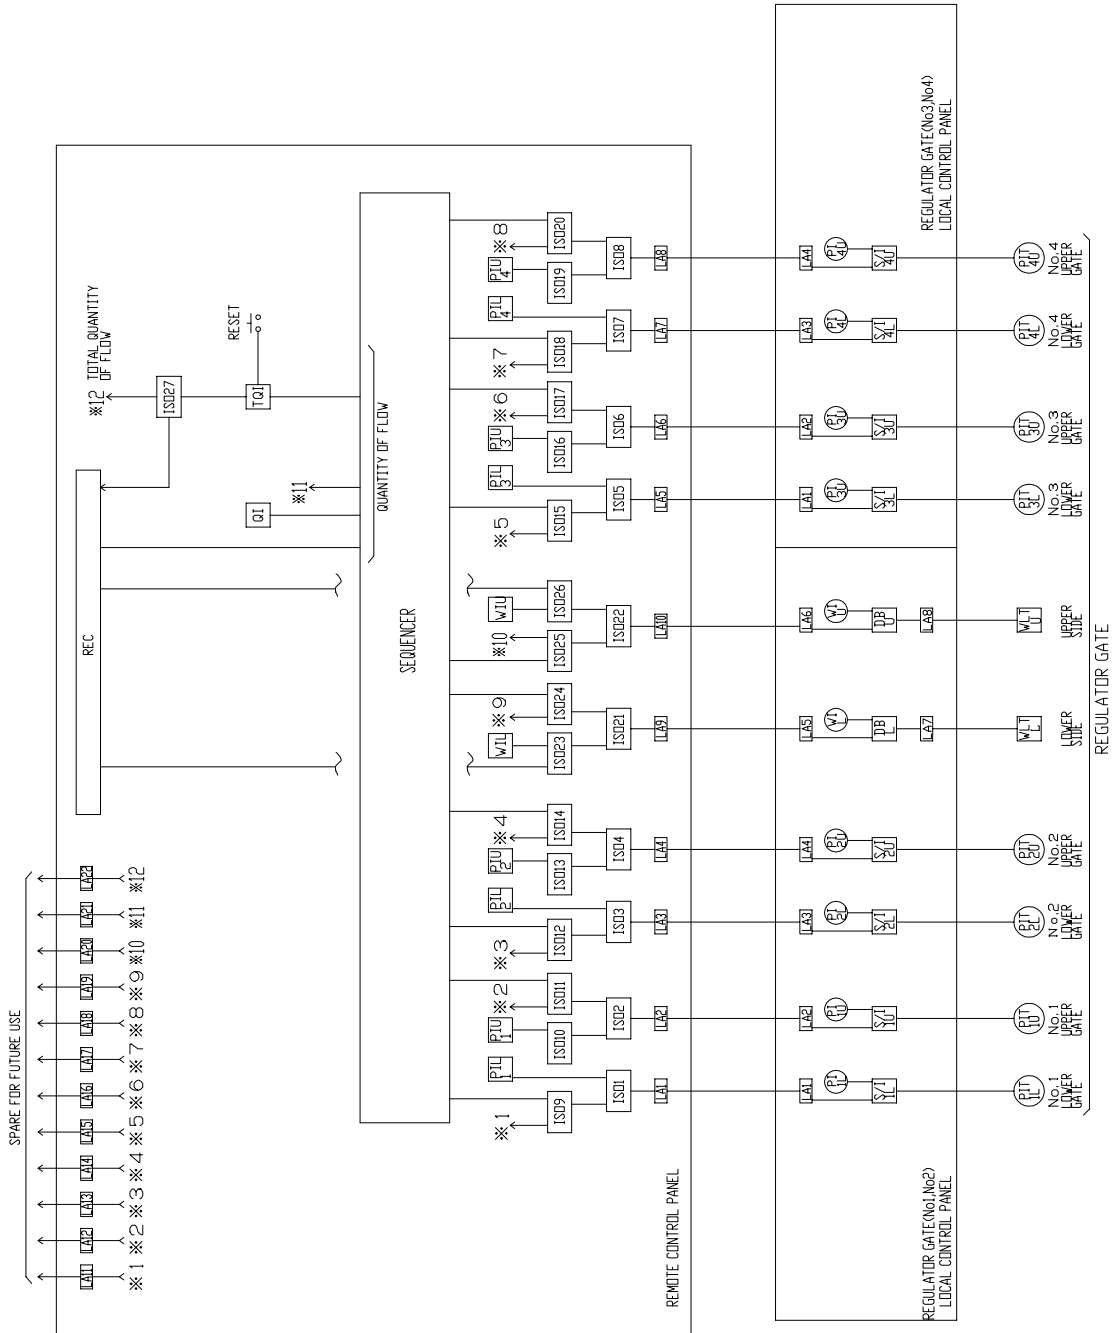 SPARE FOR FUTURE USE
LA11 LA12 LA13 LA14 LA15 LA16 LA17 LA18 LA19 LA20 LA21 LA22
REC
※1 ※2 ※3 ※4 ※5 ※6 ※7 ※8 ※9 ※10 ※11 ※12
※12 TOTAL QUANTITY
OF FLOW
ISO27
RESET
QI TQI
※11
QUANTITY OF FLOW
SEQUENCER
※1 PIL 1 PIU 1 ※2 ※3 PIL 2 PIU 2 ※4 WIL ※9 ※10 WIU ※5 PIL 3 PIU 3 ※6 ※7 PIL 4 PIU 4 ※8
ISO9 ISO10 ISO11 ISO12 ISO13 ISO14 ISO23 ISO24 ISO25 ISO26 ISO15 ISO16 ISO17 ISO18 ISO19 ISO20
ISO1 ISO2 ISO3 ISO4 ISO21 ISO22 ISO5 ISO6 ISO7 ISO8
LA1 LA2 LA3 LA4 LA9 LA10 LA5 LA6 LA7 LA8
REMOTE CONTROL PANEL
LA1 LA2 LA3 LA4 LA5 LA6 LA1 LA2 LA3 LA4
PI 1L PI 1U PI 2L PI 2U WI L WI U PI 3U PI 3U PI 4L PI 4U
S/I 1L S/I 1U S/I 2L S/I 2U DB L DB U S/I 3L S/I 3U S/I 4L S/I 4U
LA7 LA8
REGULATOR GATE(No1,No2)
LOCAL CONTROL PANEL
REGULATOR GATE(No3,No4)
LOCAL CONTROL PANEL
PIT 1L PIT 1U PIT 2L PIT 2U WLT L WLT U PIT 3L PIT 3U PIT 4L PIT 4U
No.1 No.1 No.2 No.2 LOWER UPPER No.3 No.3 No.4 No.4
LOWER UPPER LOWER UPPER SIDE SIDE LOWER UPPER LOWER UPPER
GATE GATE GATE GATE GATE GATE GATE GATE
REGULATOR GATE